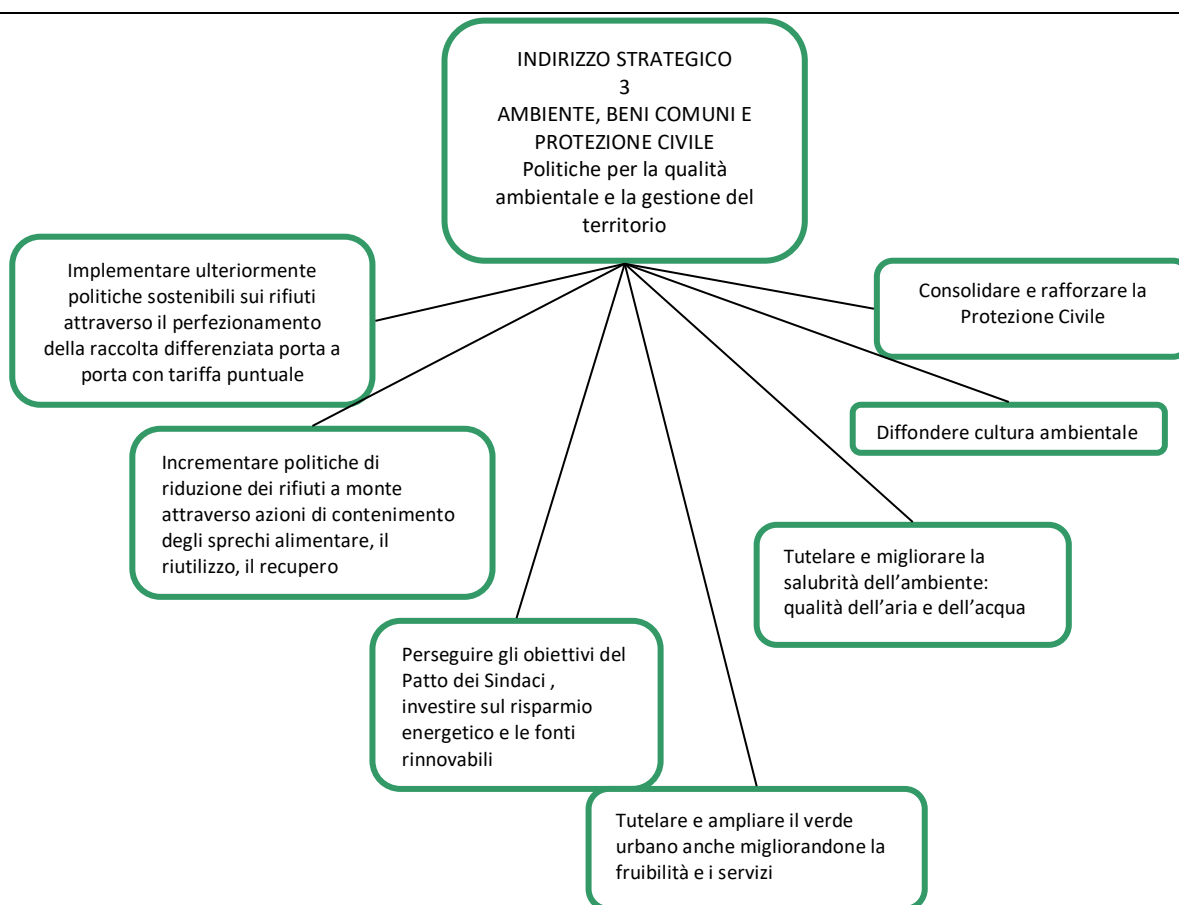 INDIRIZZO STRATEGICO
3
AMBIENTE, BENI COMUNI E
PROTEZIONE CIVILE
Politiche per la qualità
ambientale e la gestione del
territorio
Implementare ulteriormente
politiche sostenibili sui rifiuti
attraverso il perfezionamento
della raccolta differenziata porta a
porta con tariffa puntuale
Consolidare e rafforzare la
Protezione Civile
Diffondere cultura ambientale
Incrementare politiche di
riduzione dei rifiuti a monte
attraverso azioni di contenimento
degli sprechi alimentare, il
riutilizzo, il recupero
Tutelare e migliorare la
salubrità dell’ambiente:
qualità dell’aria e dell’acqua
Perseguire gli obiettivi del
Patto dei Sindaci ,
investire sul risparmio
energetico e le fonti
rinnovabili
Tutelare e ampliare il verde
urbano anche migliorandone la
fruibilità e i servizi